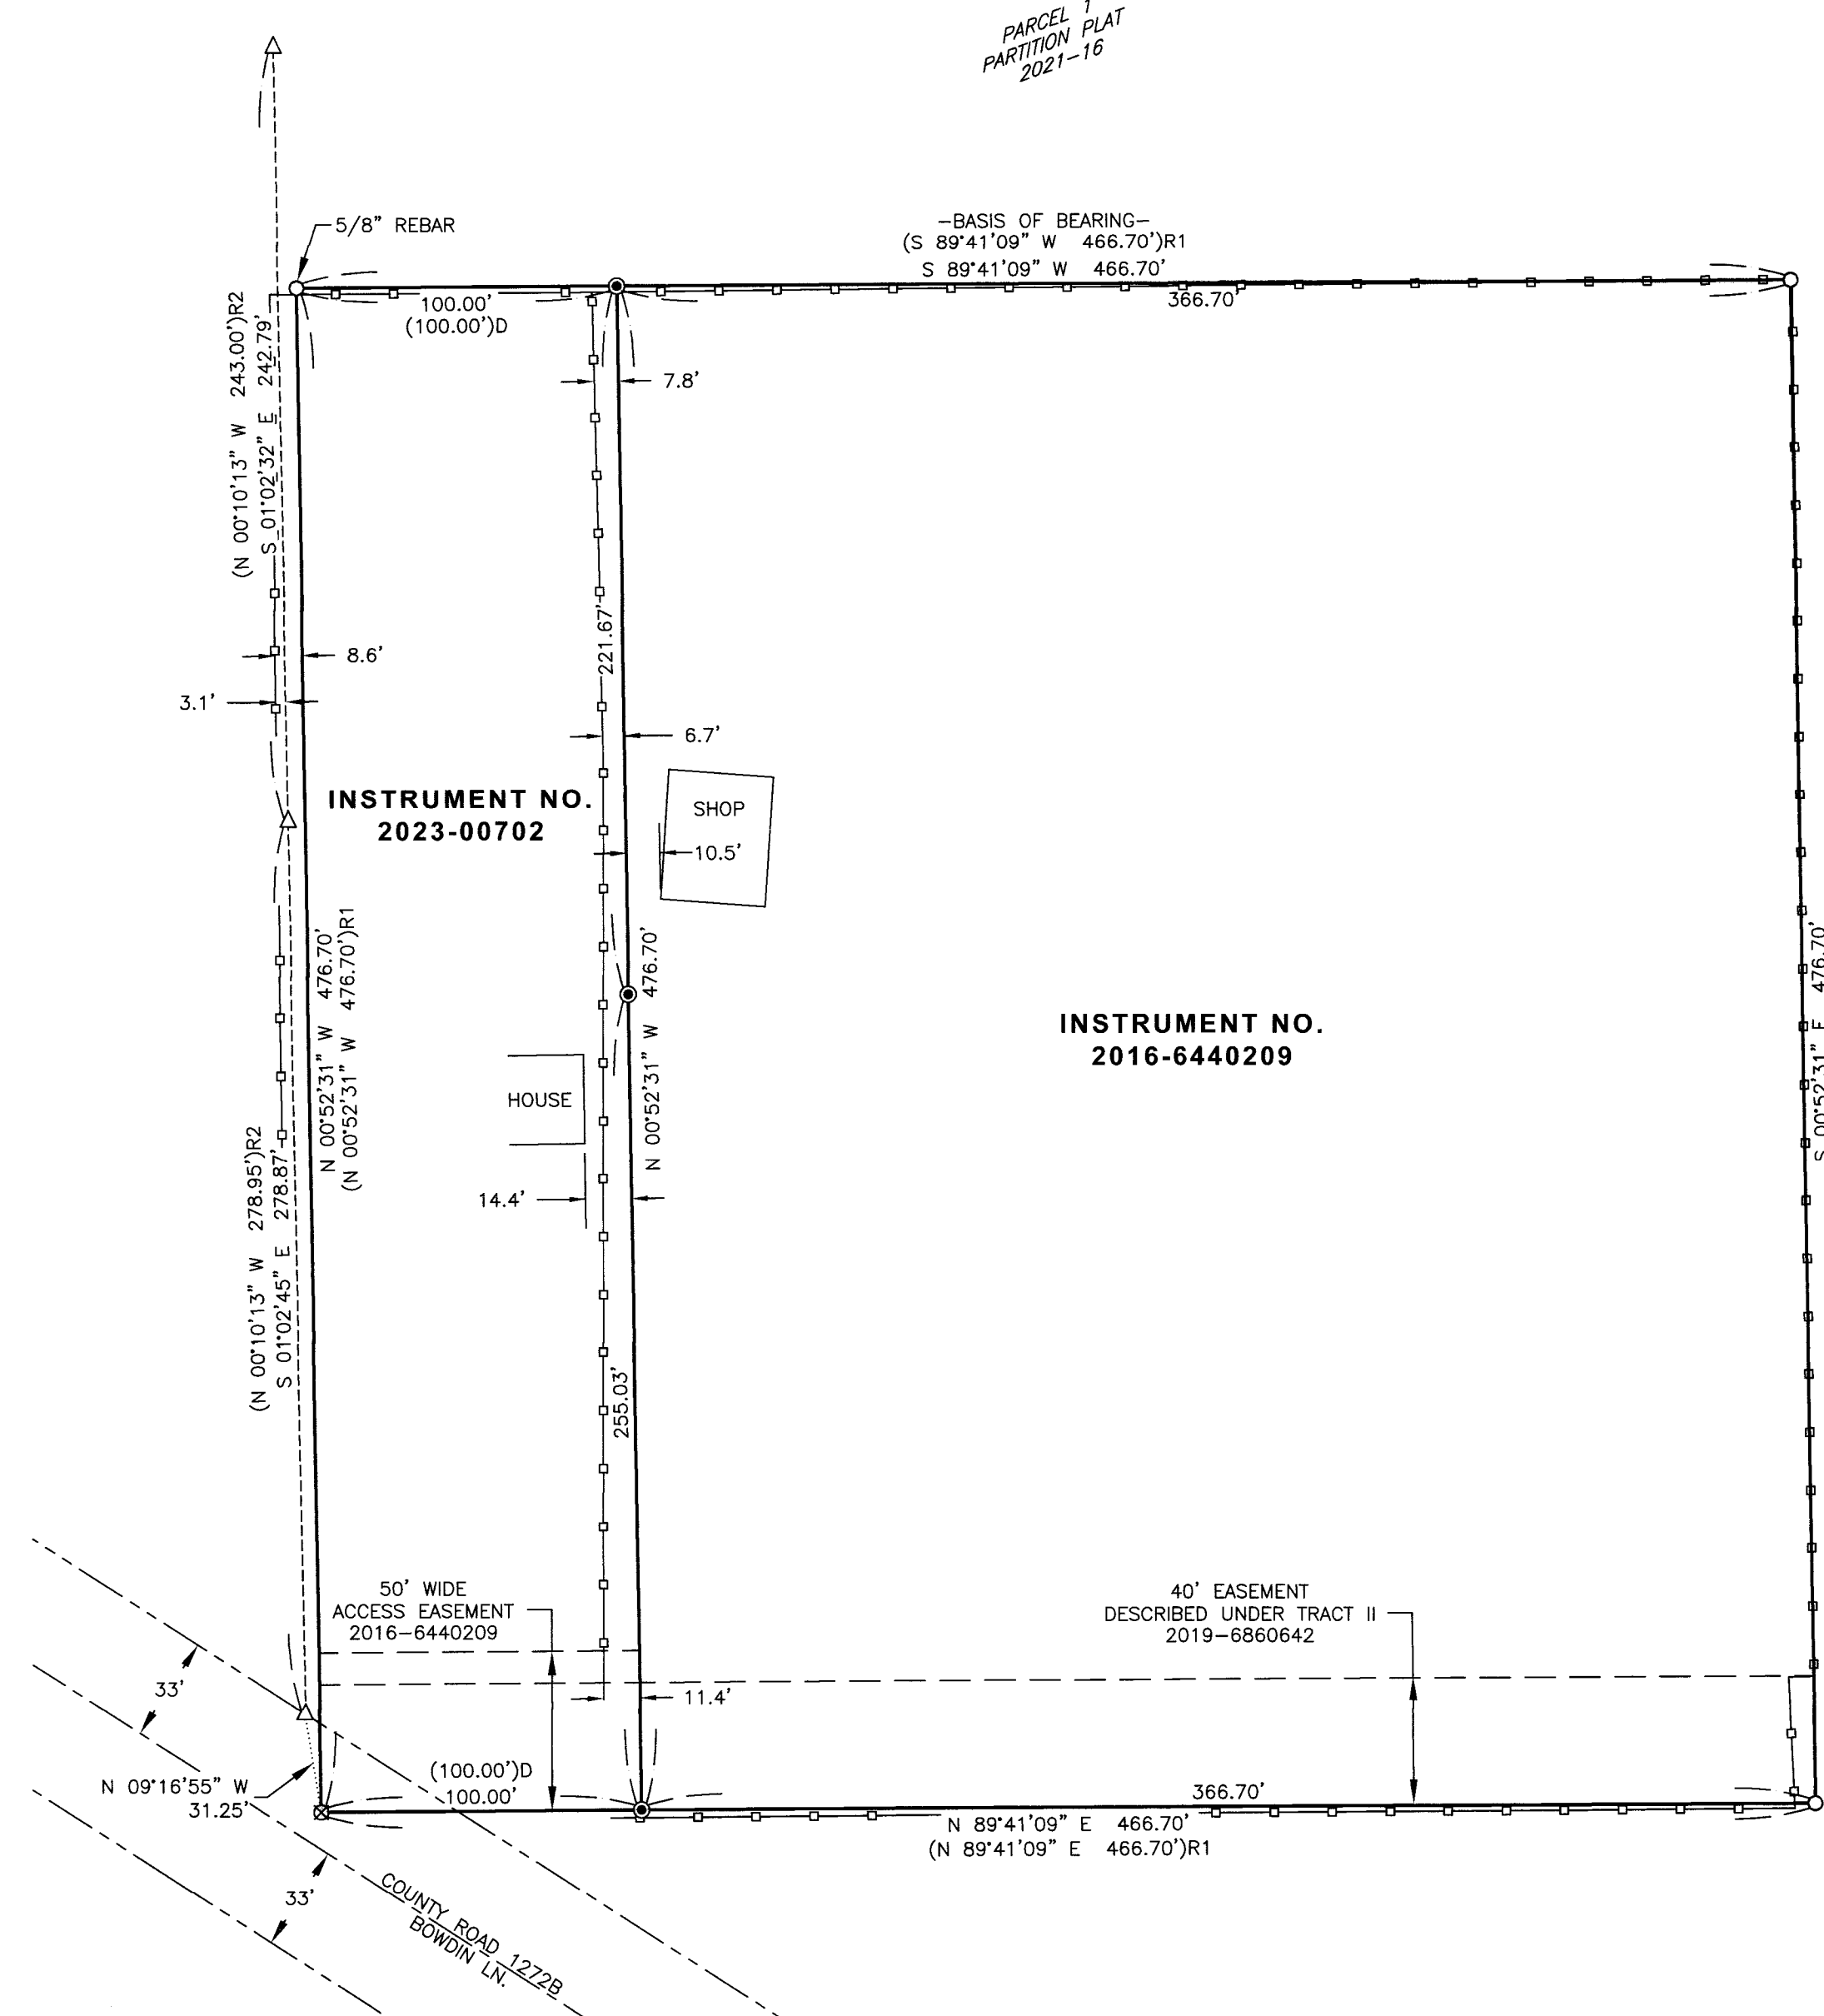 PARCEL 1
PARTITION PLAT
2021-16
5/8" REBAR
-BASIS OF BEARING-
(S 89°41'09" W 466.70')R1
S 89°41'09" W 466.70'
100.00'
(100.00')D
366.70'
(N 00°10'13" W 243.00')R2
S 01°02'32" E 242.79'
7.8'
221.67'
8.6'
3.1'
6.7'
INSTRUMENT NO.
2023-00702
SHOP
10.5'
N 00°52'31" W 476.70'
(N 00°52'31" W 476.70')R1
N 00°52'31" W 476.70'
S 00°52'31" E 476.70'
INSTRUMENT NO.
2016-6440209
HOUSE
14.4'
(N 00°10'13" W 278.95')R2
S 01°02'45" E 278.87'
255.03'
50' WIDE
ACCESS EASEMENT
2016-6440209
40' EASEMENT
DESCRIBED UNDER TRACT II
2019-6860642
33'
11.4'
N 09°16'55" W
31.25'
(100.00')D
100.00'
366.70'
N 89°41'09" E 466.70'
(N 89°41'09" E 466.70')R1
33'
COUNTY ROAD 1272B
BOWDIN LN.